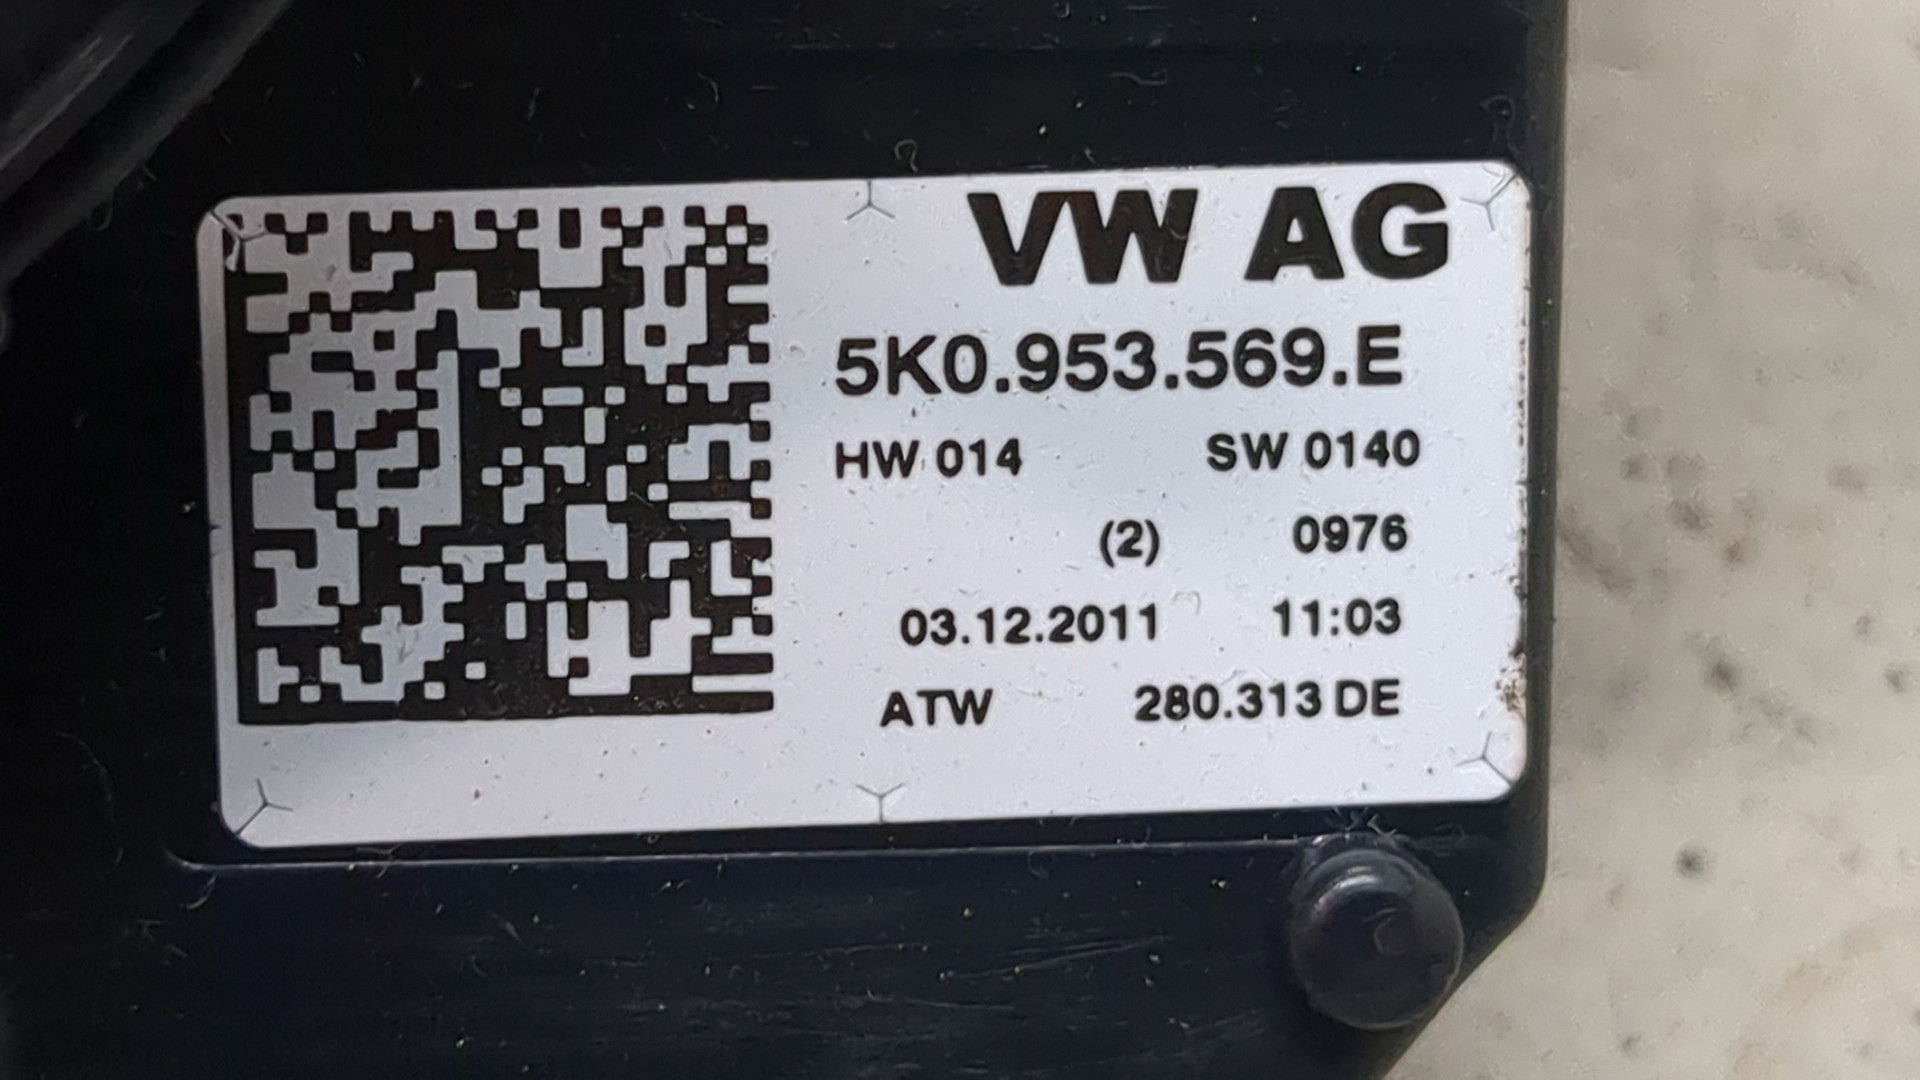 VW AG
5K0.953.569.E
HW 014 SW 0140
(2) 0976
03.12.2011 11:03
ATW 280.313 DE